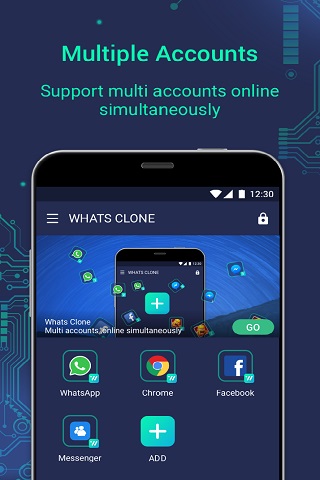 Multiple Accounts
Support multi accounts online
simultaneously
12:30
WHATS CLONE
WHATS CLONE
Whats Clone
Multi accounts online simultaneously
GO
WhatsApp
Chrome
Facebook
Messenger
ADD